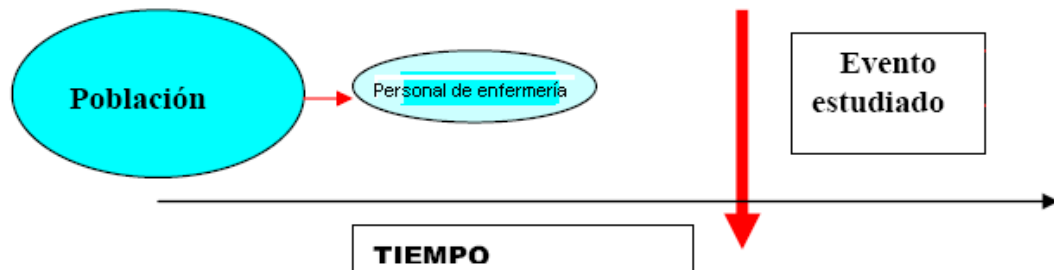 Población
Personal de enfermería
Evento
estudiado
TIEMPO